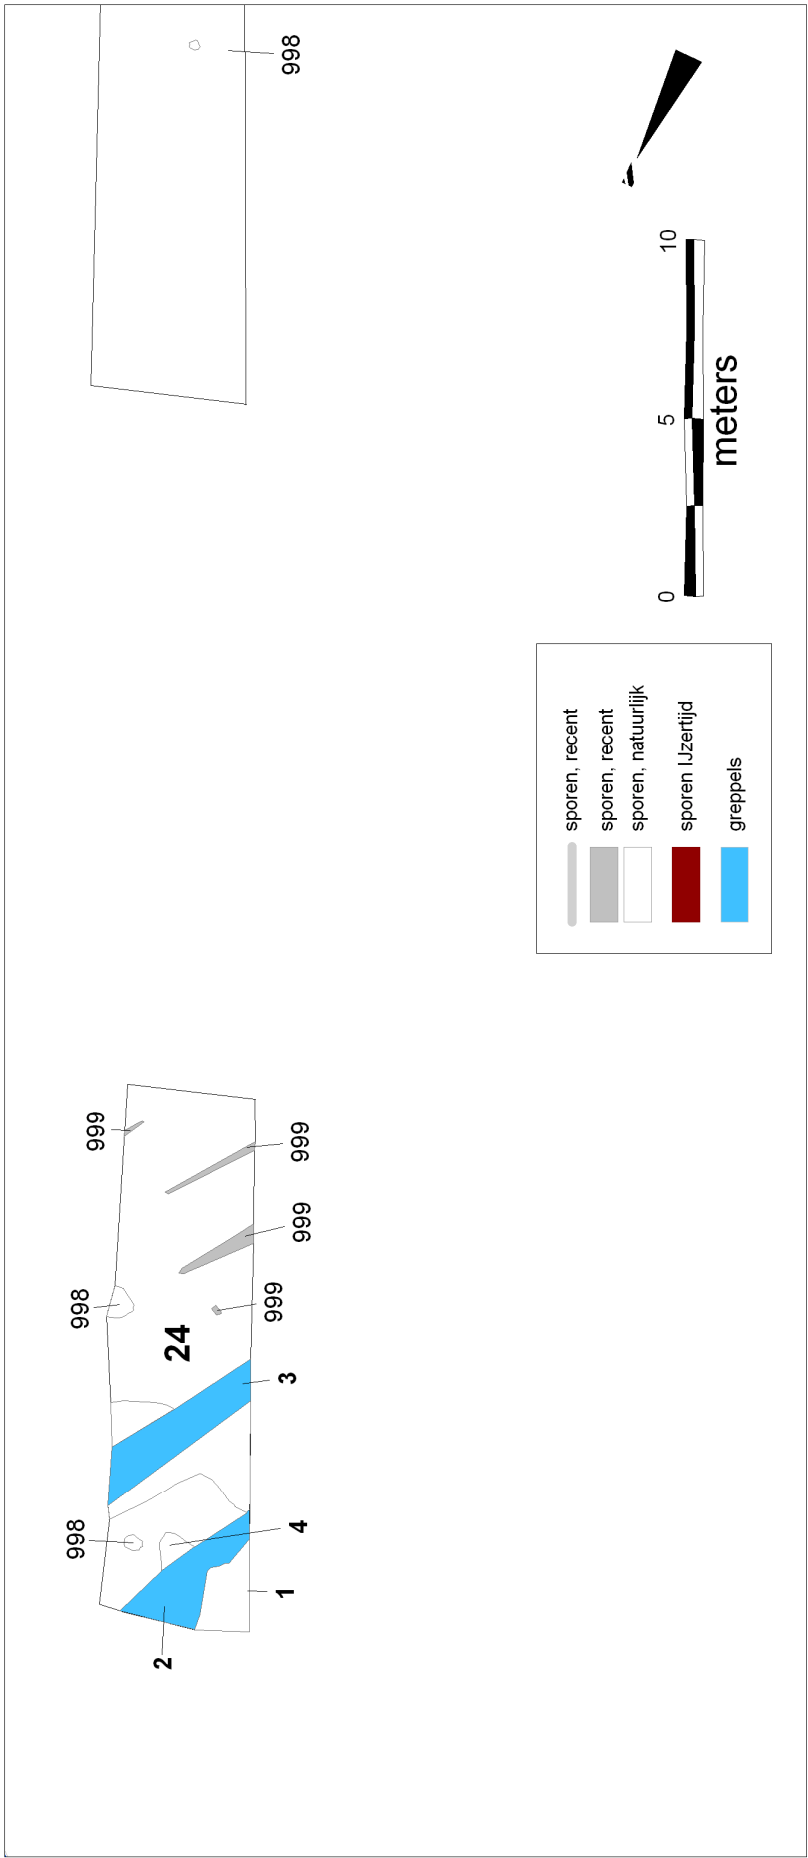 998
0 5 10
meters
sporen, recent
sporen, recent
sporen, natuurlijk
sporen IJzertijd
greppels
999
999
999
998
999
24
3
998
4
1
2